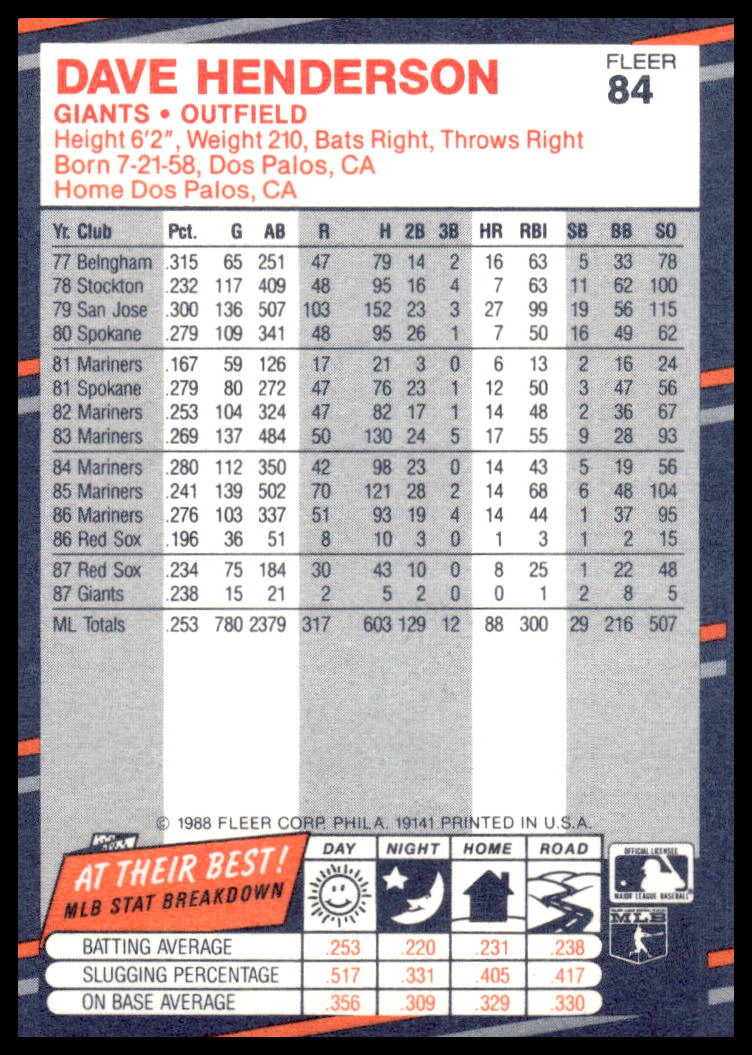 DAVE HENDERSON
FLEER
84
GIANTS • OUTFIELD
Height 6'2", Weight 210, Bats Right, Throws Right
Born 7-21-58, Dos Palos, CA
Home Dos Palos, CA
Yr. Club Pct. G AB R H 2B 3B HR RBI SB BB SO
77 Belngham .315 65 251 47 79 14 2 16 63 5 33 78
78 Stockton .232 117 409 48 95 16 4 7 63 11 62 100
79 San Jose .300 136 507 103 152 23 3 27 99 19 56 115
80 Spokane .279 109 341 48 95 26 1 7 50 16 49 62
81 Mariners .167 59 126 17 21 3 0 6 13 2 16 24
81 Spokane .279 80 272 47 76 23 1 12 50 3 47 56
82 Mariners .253 104 324 47 82 17 1 14 48 2 36 67
83 Mariners .269 137 484 50 130 24 5 17 55 9 28 93
84 Mariners .280 112 350 42 98 23 0 14 43 5 19 56
85 Mariners .241 139 502 70 121 28 2 14 68 6 48 104
86 Mariners .276 103 337 51 93 19 4 14 44 1 37 95
86 Red Sox .196 36 51 8 10 3 0 1 3 1 2 15
87 Red Sox .234 75 184 30 43 10 0 8 25 1 22 48
87 Giants .238 15 21 2 5 2 0 0 1 2 8 5
ML Totals .253 780 2379 317 603 129 12 88 300 29 216 507
© 1988 FLEER CORP. PHILA. 19141 PRINTED IN U.S.A.
AT THEIR BEST!
MLB STAT BREAKDOWN
DAY NIGHT HOME ROAD
OFFICIAL LICENSEE
MAJOR LEAGUE BASEBALL
BATTING AVERAGE .253 .220 .231 .238
SLUGGING PERCENTAGE .517 .331 .405 .417
ON BASE AVERAGE .356 .309 .329 .330